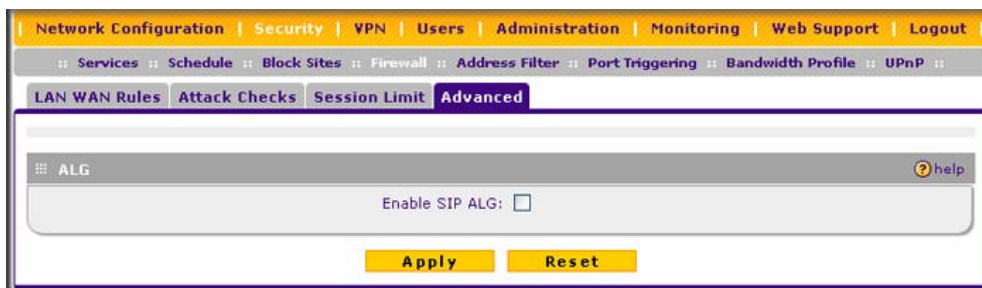 | Network Configuration | Security | VPN | Users | Administration | Monitoring | Web Support | Logout |
:: Services :: Schedule :: Block Sites :: Firewall :: Address Filter :: Port Triggering :: Bandwidth Profile :: UPnP ::
LAN WAN Rules Attack Checks Session Limit Advanced
ALG ? help
Enable SIP ALG:
Apply Reset